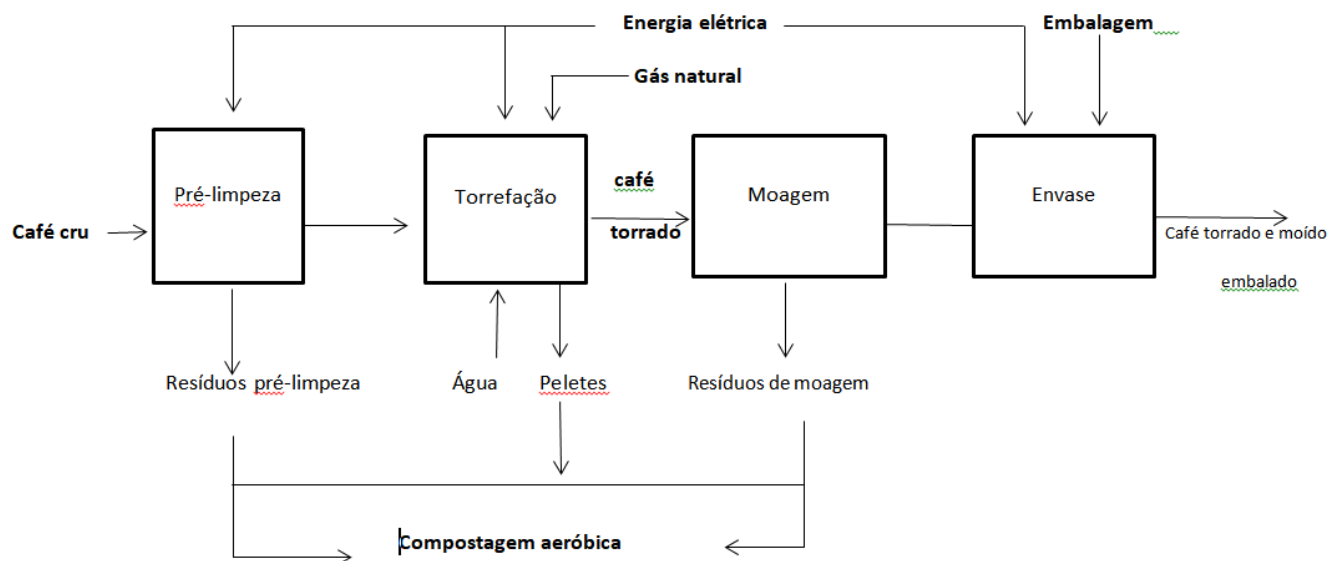 Energia elétrica
Embalagem
Gás natural
Pré-limpeza
Torrefação
café
torrado
Moagem
Envase
Café cru
Café torrado e moído
embalado
Resíduos pré-limpeza
Água
Peletes
Resíduos de moagem
Compostagem aeróbica